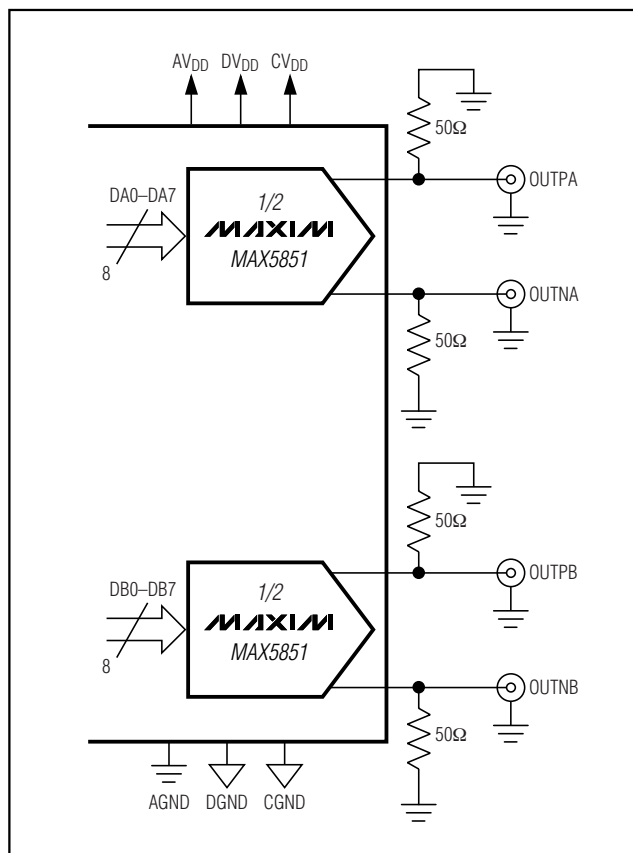 AVDD DVDD CVDD
50Ω
DA0–DA7
8
1/2
MAXIM
MAX5851
OUTPA
OUTNA
50Ω
50Ω
DB0–DB7
8
1/2
MAXIM
MAX5851
OUTPB
OUTNB
50Ω
AGND DGND CGND